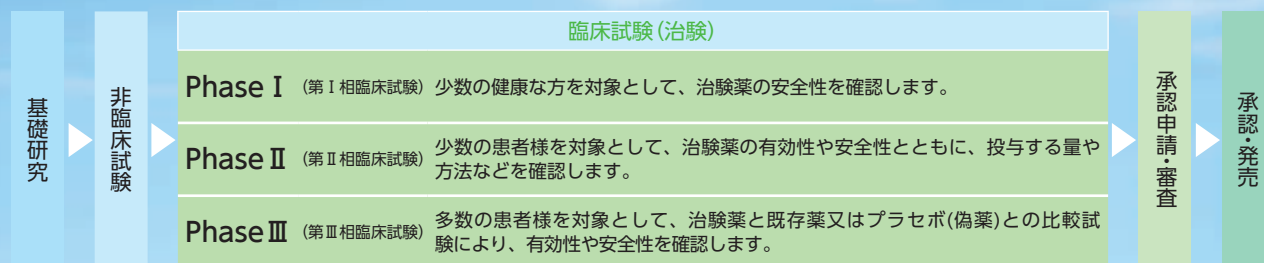 基礎研究
非臨床試験
臨床試験(治験)
Phase Ⅰ (第Ⅰ相臨床試験) 少数の健康な方を対象として、治験薬の安全性を確認します。
Phase Ⅱ (第Ⅱ相臨床試験) 少数の患者様を対象として、治験薬の有効性や安全性とともに、投与する量や
方法などを確認します。
Phase Ⅲ (第Ⅲ相臨床試験) 多数の患者様を対象として、治験薬と既存薬又はプラセボ(偽薬)との比較試
験により、有効性や安全性を確認します。
承認申請・審査
承認・発売